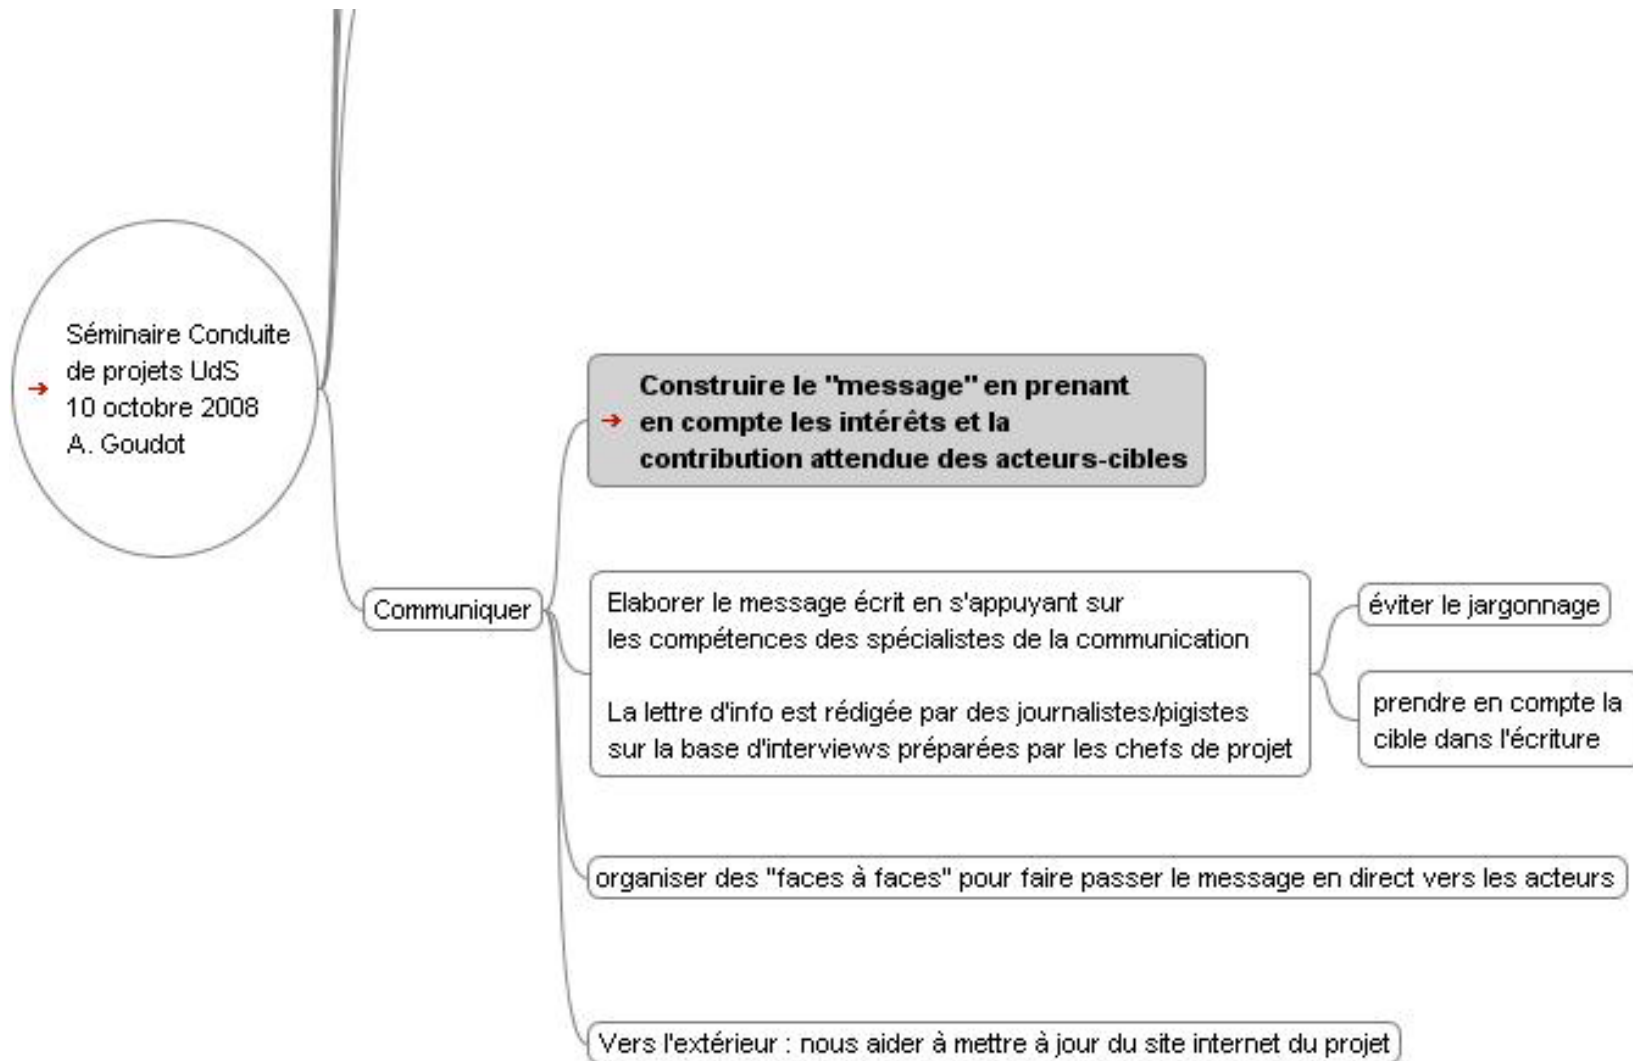 Séminaire Conduite
de projets UdS
10 octobre 2008
A. Goudot
Communiquer
Construire le "message" en prenant
en compte les intérêts et la
contribution attendue des acteurs-cibles
Elaborer le message écrit en s'appuyant sur
les compétences des spécialistes de la communication
La lettre d'info est rédigée par des journalistes/pigistes
sur la base d'interviews préparées par les chefs de projet
éviter le jargonnage
prendre en compte la
cible dans l'écriture
organiser des "faces à faces" pour faire passer le message en direct vers les acteurs
Vers l'extérieur : nous aider à mettre à jour du site internet du projet